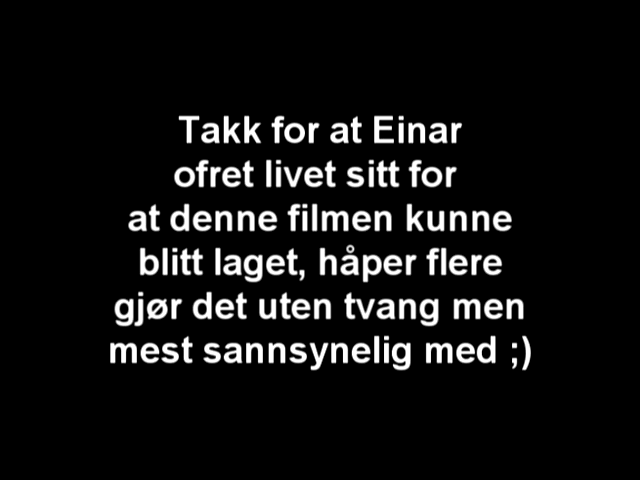 Takk for at Einar
ofret livet sitt for
at denne filmen kunne
blitt laget, håper flere
gjør det uten tvang men
mest sannsynelig med ;)